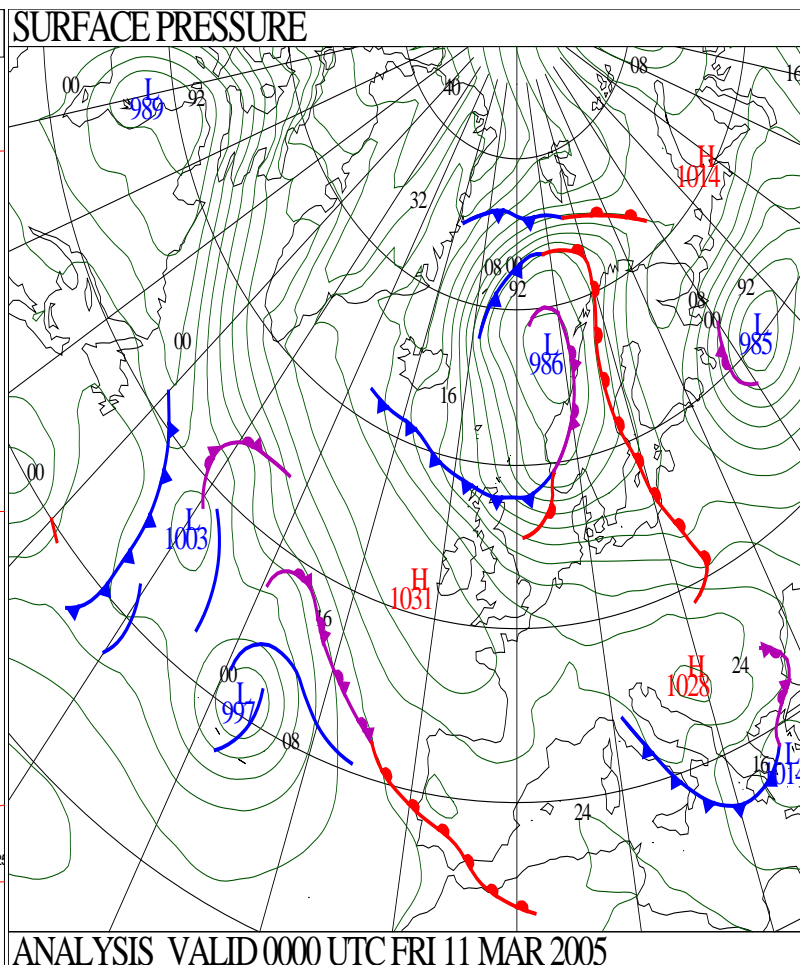 SURFACE PRESSURE
08
16
00
L
989
92
40
H
1014
32
08
00
92
92
08
00
L
985
L
986
00
16
00
L
1003
H
1031
16
H
1028
24
00
L
997
08
L
1014
16
24
ANALYSIS VALID 0000 UTC FRI 11 MAR 2005